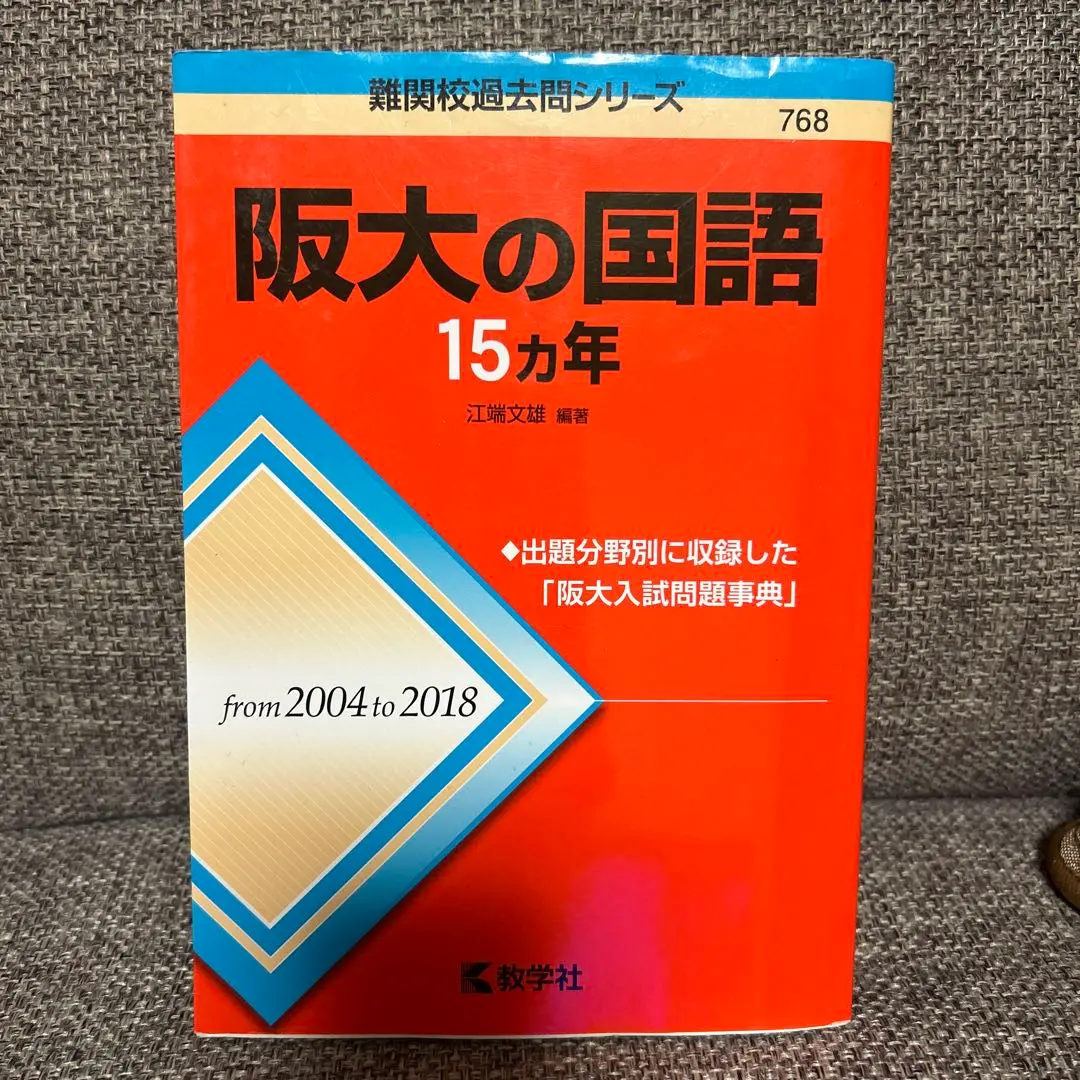 難関校過去問シリーズ
768
阪大の国語
15ヵ年
江端文雄 編著
◆出題分野別に収録した
「阪大入試問題事典」
from 2004 to 2018
教学社